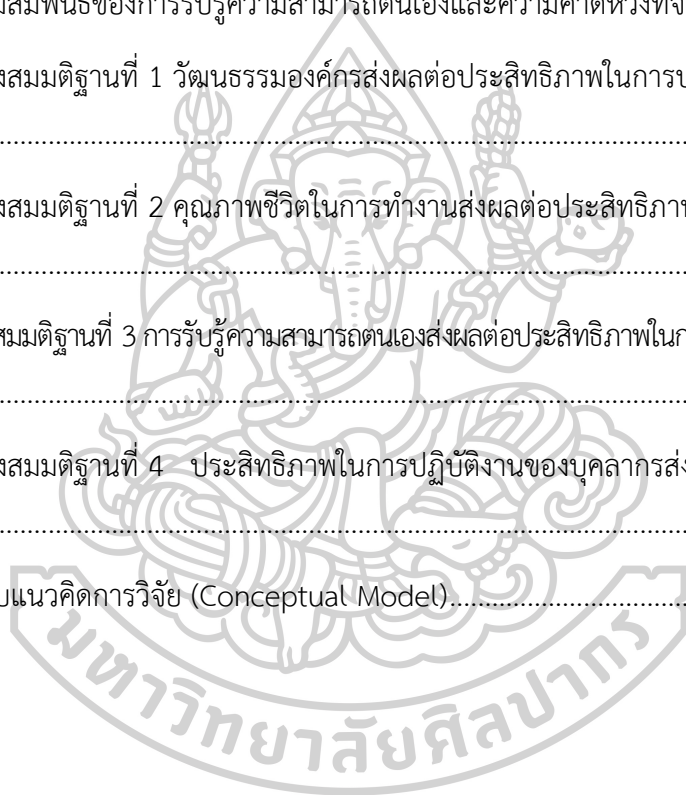 มสัมพันธ์ของการรับรู้ความสามารถตนเองและความคาดหวังที่จ
งสมมติฐานที่ 1 วัฒนธรรมองค์กรส่งผลต่อประสิทธิภาพในการป
..........................................................................................
งสมมติฐานที่ 2 คุณภาพชีวิตในการทำงานส่งผลต่อประสิทธิภาพ
..........................................................................................
สมมติฐานที่ 3 การรับรู้ความสามารถตนเองส่งผลต่อประสิทธิภาพในก
..........................................................................................
งสมมติฐานที่ 4 ประสิทธิภาพในการปฏิบัติงานของบุคลากรส่ง
..........................................................................................
บแนวคิดการวิจัย (Conceptual Model)..............................
มหาวิทยาลัยศิลปากร